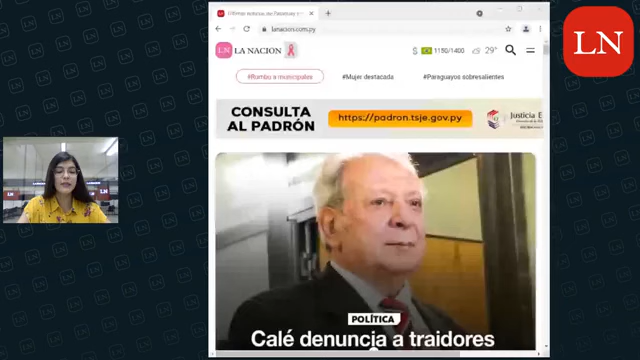 lanacion.com.py
LN LA NACION
$ 1150/1400 29°
LN
#Rumbo a municipales #Mujer destacada #Paraguayos sobresalientes
CONSULTA
AL PADRÓN
https://padron.tsje.gov.py
Justicia E
POLÍTICA
Calé denuncia a traidores